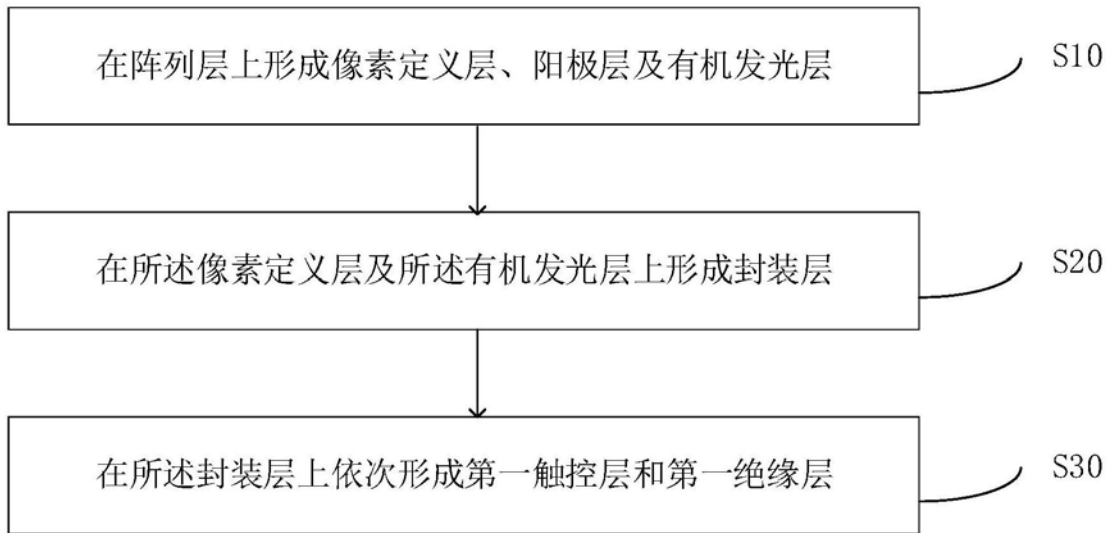 在阵列层上形成像素定义层、阳极层及有机发光层
S10
在所述像素定义层及所述有机发光层上形成封装层
S20
在所述封装层上依次形成第一触控层和第一绝缘层
S30